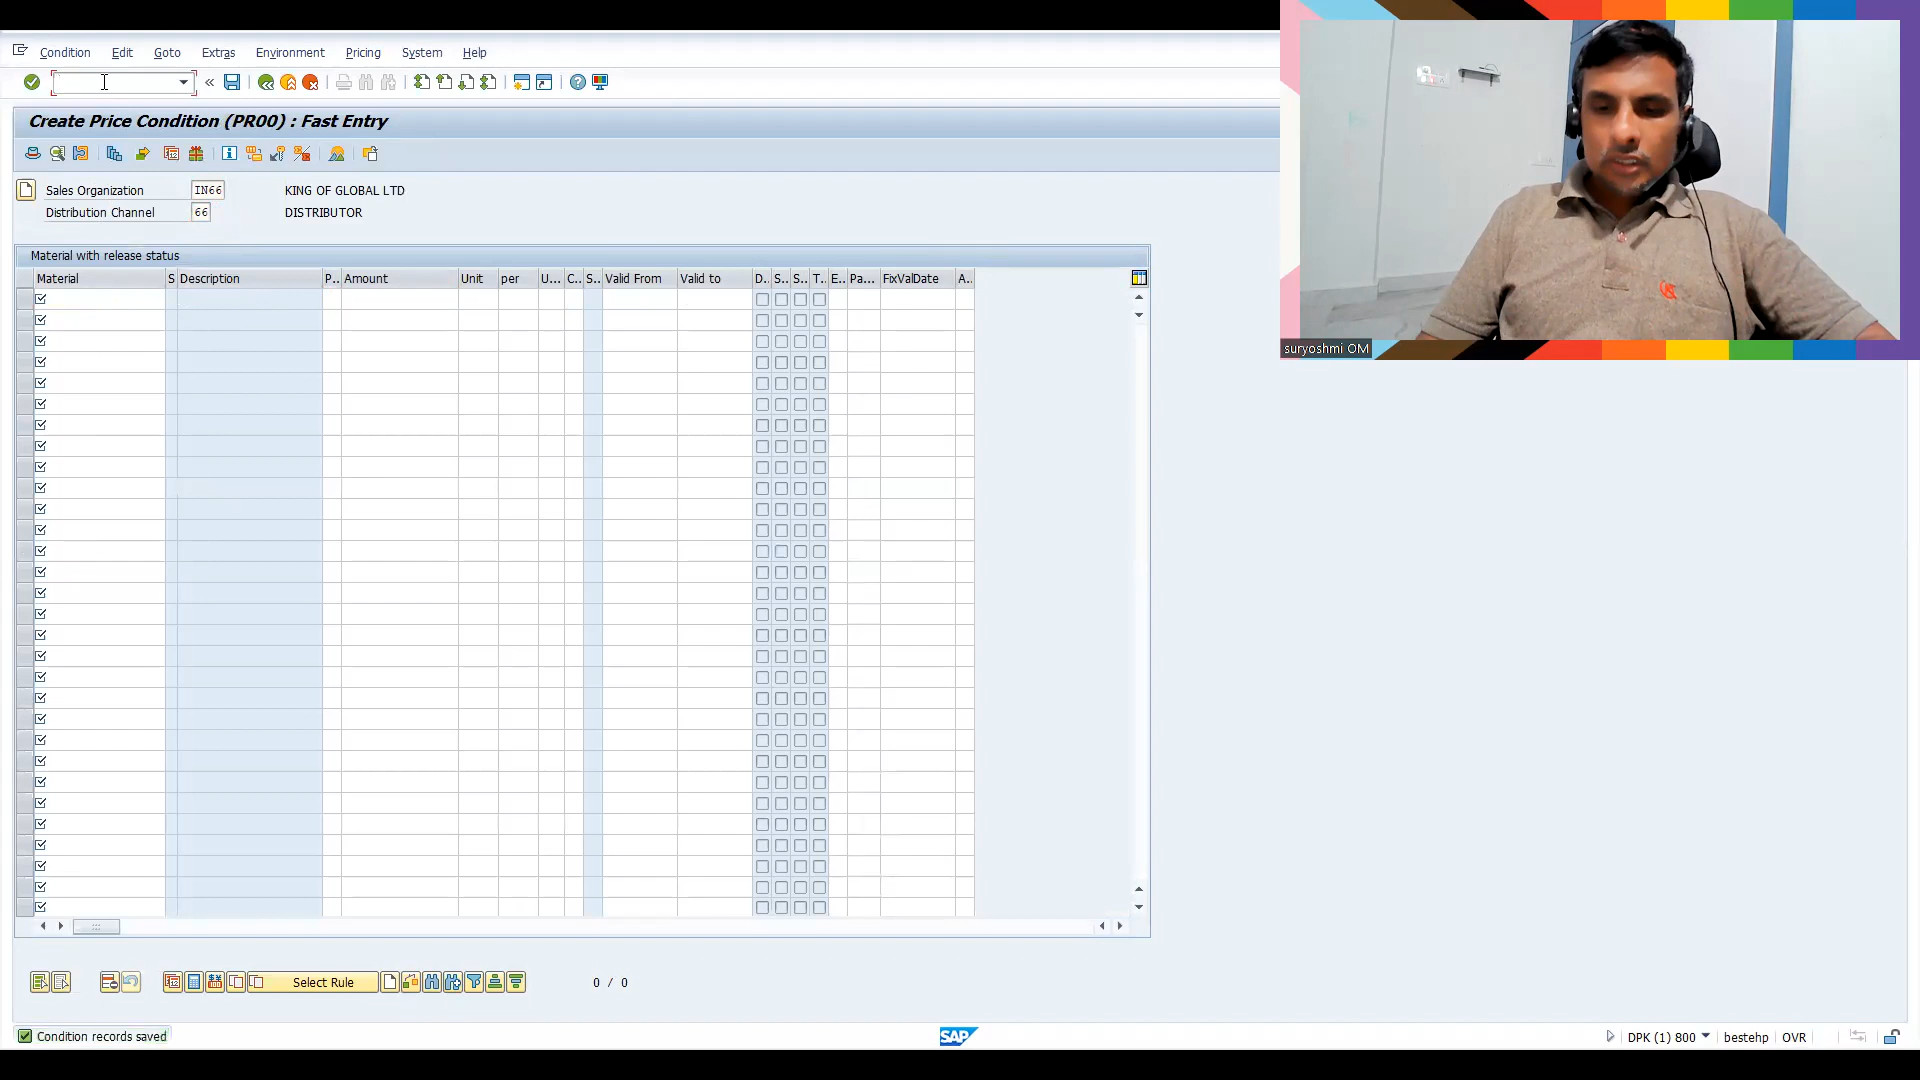 Condition Edit Goto Extras Environment Pricing System Help
Create Price Condition (PR00) : Fast Entry
Sales Organization IN66 KING OF GLOBAL LTD
Distribution Channel 66 DISTRIBUTOR
Material with release status
Material S Description P.. Amount Unit per U... C.. S.. Valid From Valid to D.. S.. S.. T.. E.. Pa... FixValDate A..
Select Rule 0 / 0
Condition records saved SAP DPK (1) 800 bestehp OVR
suryoshmi OM